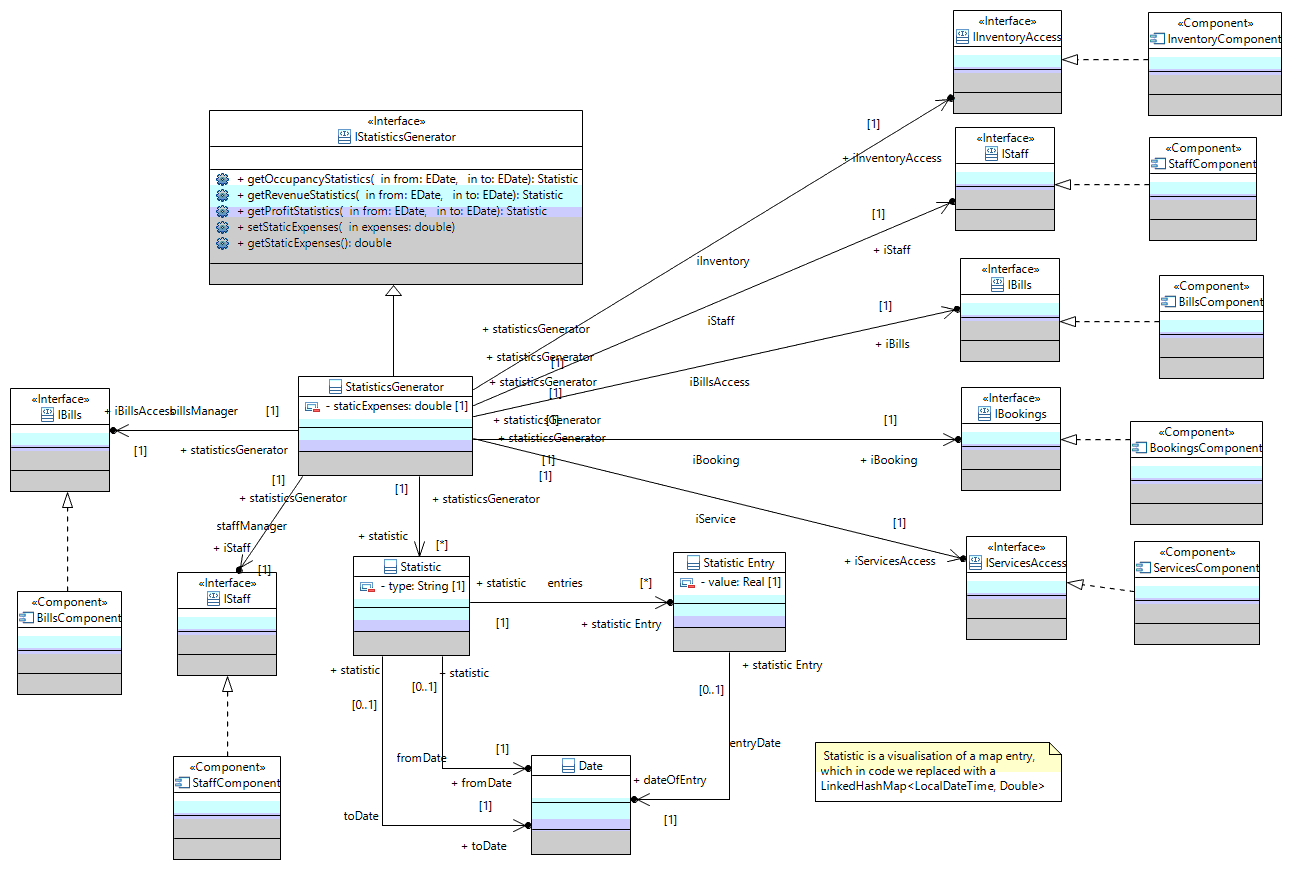 «Interface»
IInventoryAccess
«Component»
InventoryComponent
[1]
+ iInventoryAccess
«Interface»
IStatisticsGenerator
+ getOccupancyStatistics( in from: EDate, in to: EDate): Statistic
+ getRevenueStatistics( in from: EDate, in to: EDate): Statistic
+ getProfitStatistics( in from: EDate, in to: EDate): Statistic
+ setStaticExpenses( in expenses: double)
+ getStaticExpenses(): double
«Interface»
IStaff
«Component»
StaffComponent
[1]
+ iStaff
iInventory
«Interface»
IBills
«Component»
BillsComponent
[1]
+ iBills
iStaff
+ statisticsGenerator
+ statisticsGenerator
[1]
+ statisticsGenerator
[1]
iBillsAccess
StatisticsGenerator
- staticExpenses: double [1]
«Interface»
IBookings
«Component»
BookingsComponent
[1]
+ iBooking
iBooking
+ statisticsGenerator
[1]
+ statisticsGenerator
[1]
[1]
«Interface»
IBills
+ iBillsAccess
billsManager
[1]
[1]
+ statisticsGenerator
[1]
+ statisticsGenerator
staffManager
+ iStaff
[1]
[1]
+ statisticsGenerator
+ statistic
[*]
iService
[1]
+ iServicesAccess
«Interface»
IServicesAccess
«Component»
ServicesComponent
«Interface»
IStaff
Statistic
- type: String [1]
+ statistic
entries
[*]
[1]
+ statistic Entry
Statistic Entry
- value: Real [1]
«Component»
BillsComponent
+ statistic
[0..1]
+ statistic
[0..1]
+ statistic Entry
[0..1]
entryDate
fromDate
[1]
+ fromDate
[1]
toDate
+ toDate
Date
+ dateOfEntry
[1]
«Component»
StaffComponent
Statistic is a visualisation of a map entry,
which in code we replaced with a
LinkedHashMap<LocalDateTime, Double>